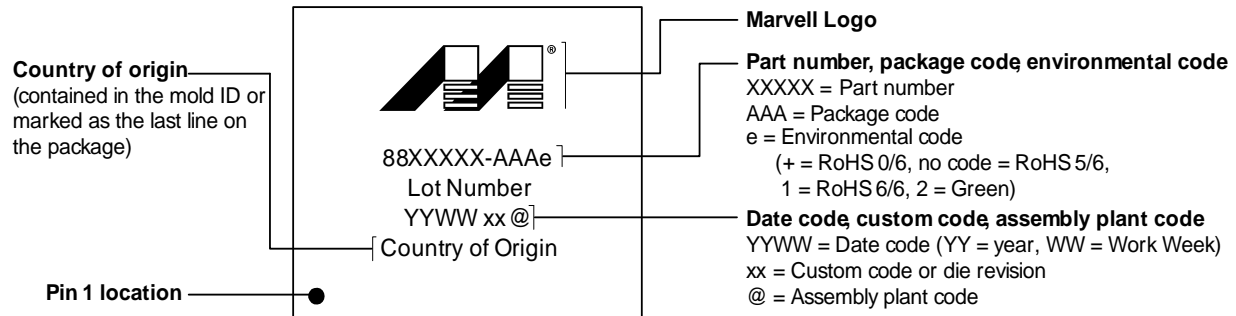 Marvell Logo
Country of origin
(contained in the mold ID or
marked as the last line on
the package)
®
Part number, package code, environmental code
XXXXX = Part number
AAA = Package code
e = Environmental code
(+ = RoHS 0/6, no code = RoHS 5/6,
1 = RoHS 6/6, 2 = Green)
88XXXXX-AAAe
Lot Number
YYWW xx @
Country of Origin
Date code, custom code, assembly plant code
YYWW = Date code (YY = year, WW = Work Week)
xx = Custom code or die revision
@ = Assembly plant code
Pin 1 location